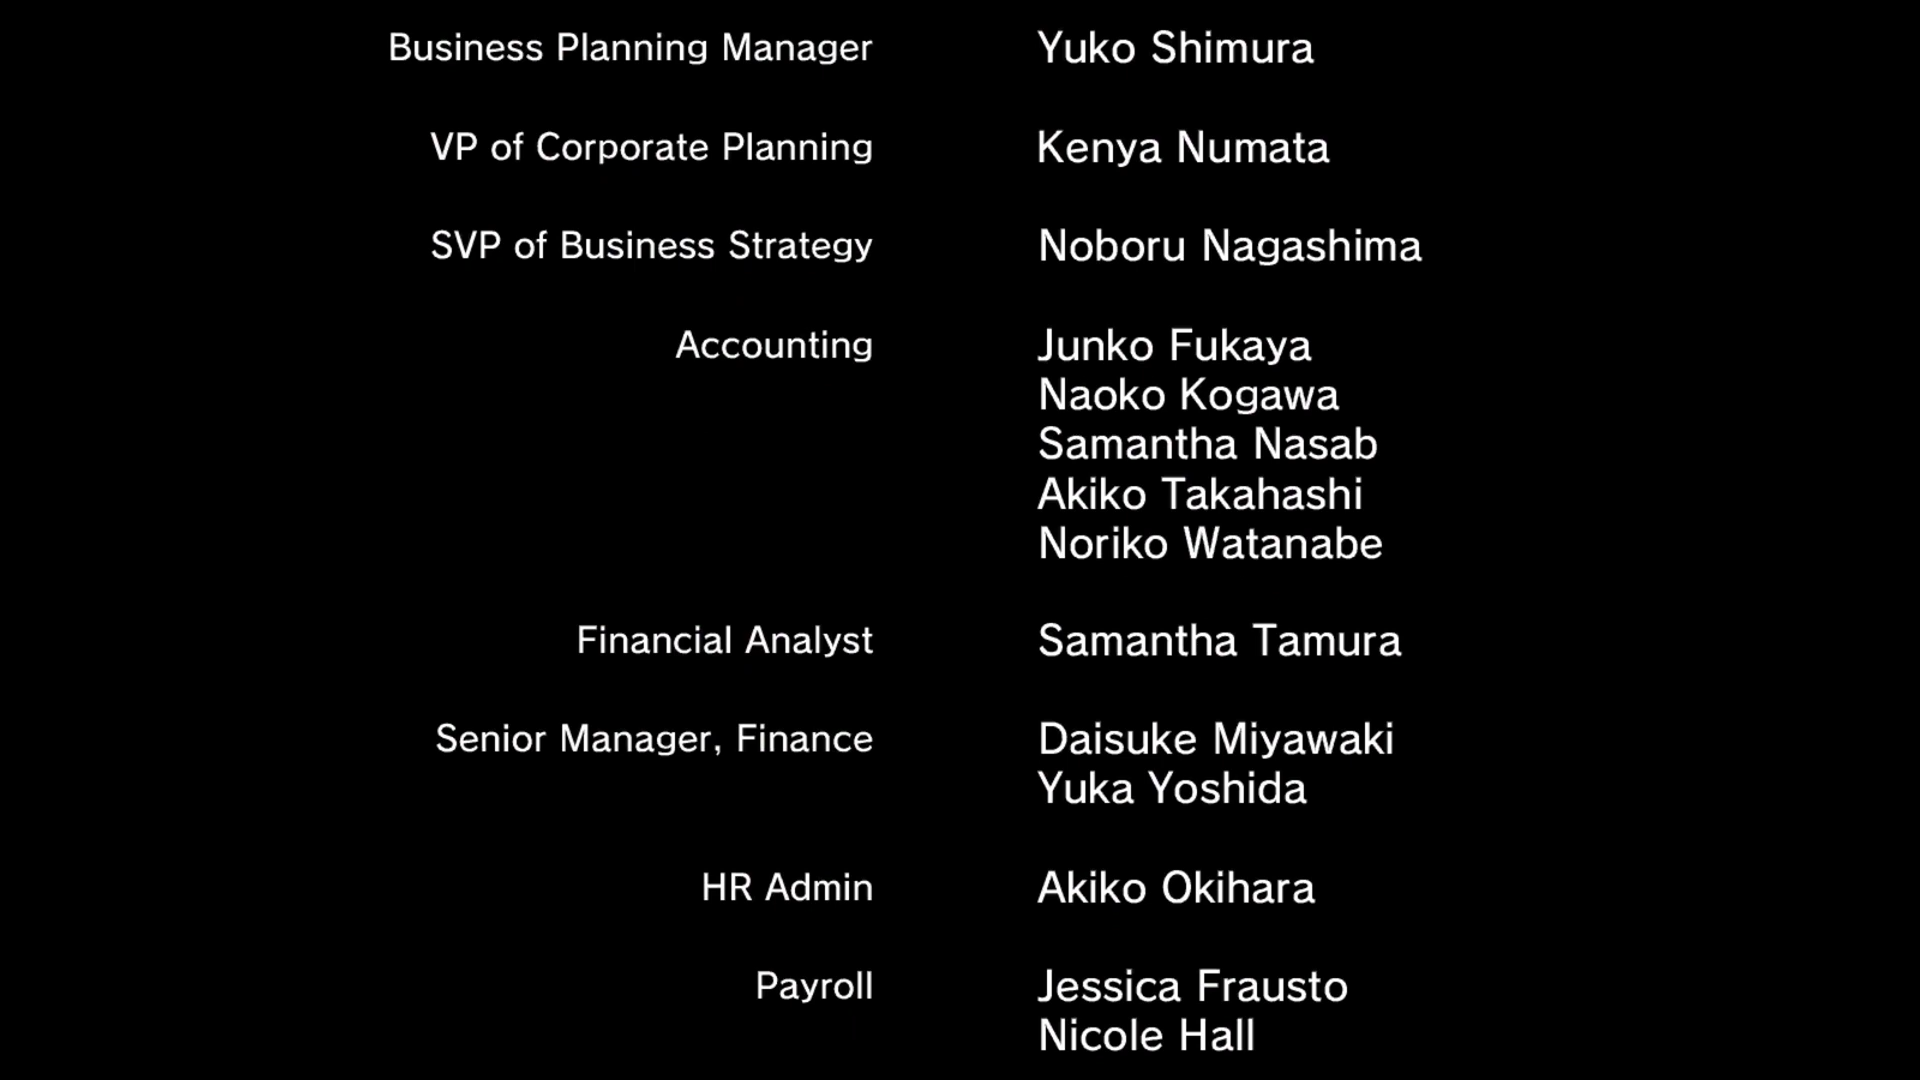 Business Planning Manager Yuko Shimura
VP of Corporate Planning Kenya Numata
SVP of Business Strategy Noboru Nagashima
Accounting Junko Fukaya
Naoko Kogawa
Samantha Nasab
Akiko Takahashi
Noriko Watanabe
Financial Analyst Samantha Tamura
Senior Manager, Finance Daisuke Miyawaki
Yuka Yoshida
HR Admin Akiko Okihara
Payroll Jessica Frausto
Nicole Hall